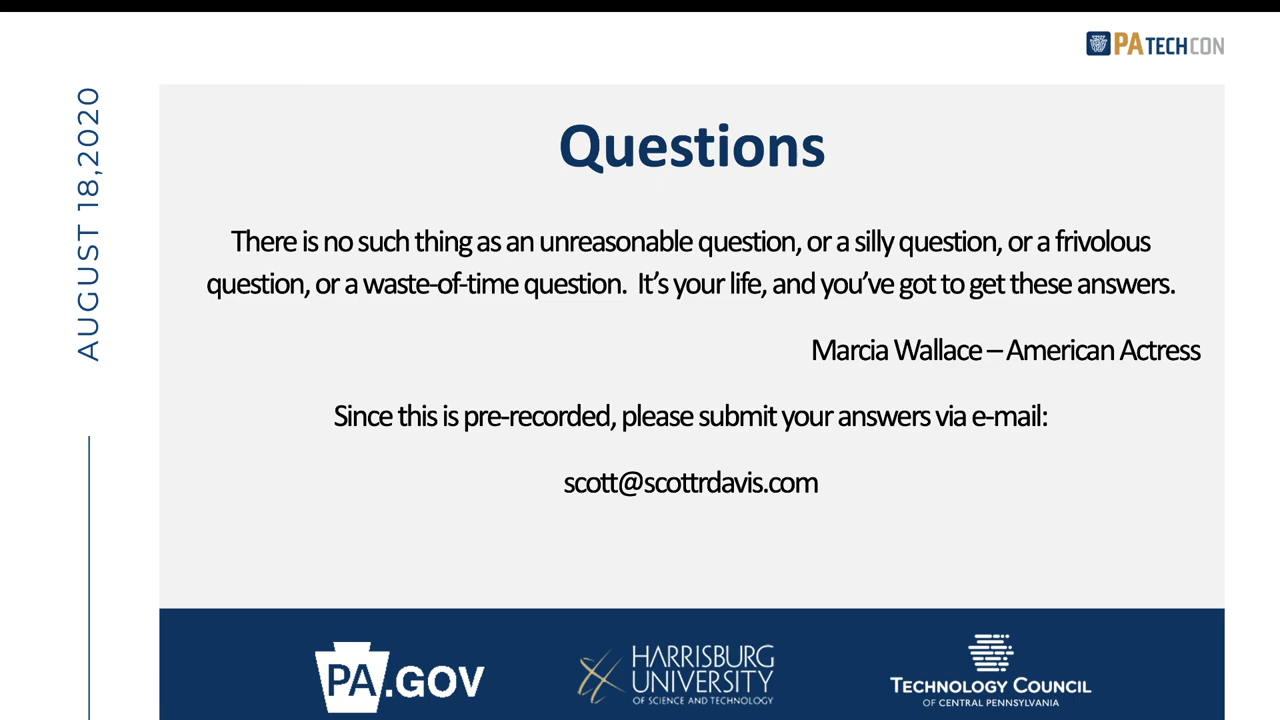 PA TECHCON
AUGUST 18,2020
Questions
There is no such thing as an unreasonable question, or a silly question, or a frivolous
question, or a waste-of-time question.  It’s your life, and you’ve got to get these answers.
Marcia Wallace – American Actress
Since this is pre-recorded, please submit your answers via e-mail:
scott@scottrdavis.com
PA.GOV
HARRISBURG
UNIVERSITY
OF SCIENCE AND TECHNOLOGY
TECHNOLOGY COUNCIL
OF CENTRAL PENNSYLVANIA